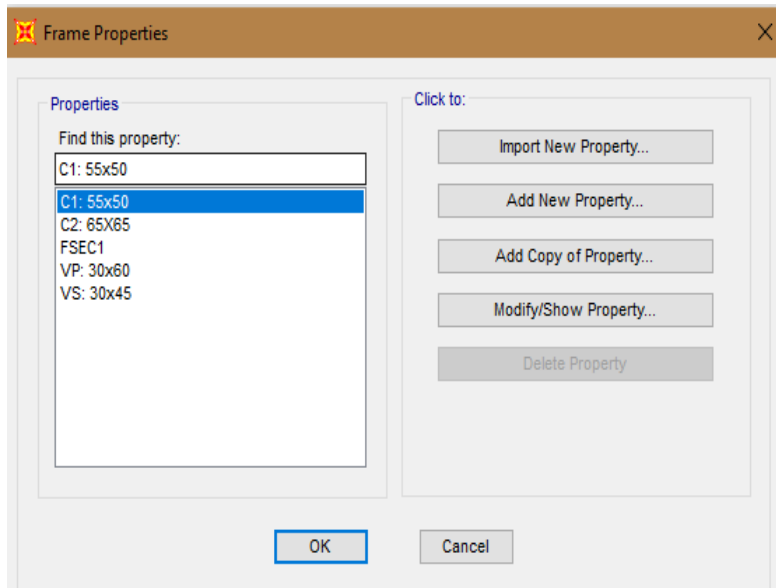 Frame Properties
Properties
Find this property:
C1: 55x50
C1: 55x50
C2: 65X65
FSEC1
VP: 30x60
VS: 30x45
Click to:
Import New Property...
Add New Property...
Add Copy of Property...
Modify/Show Property...
Delete Property
OK
Cancel